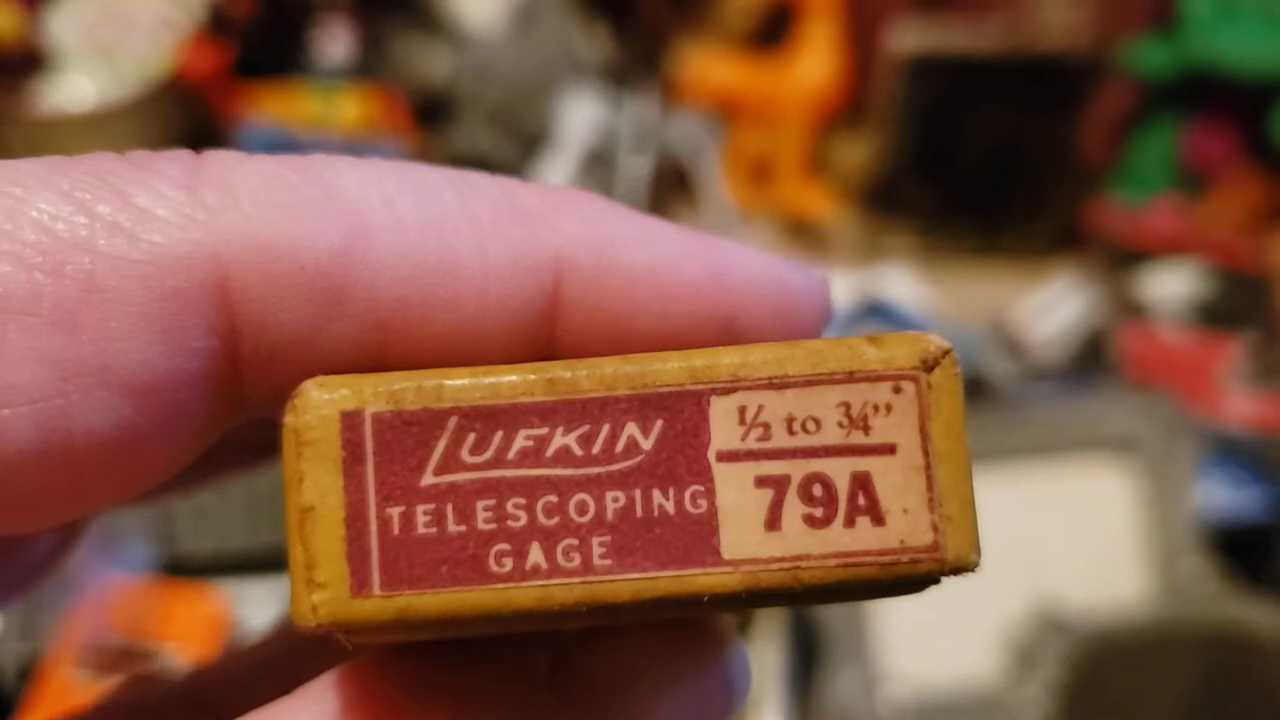 LUFKIN
TELESCOPING
GAGE
½ to ¾”
79A